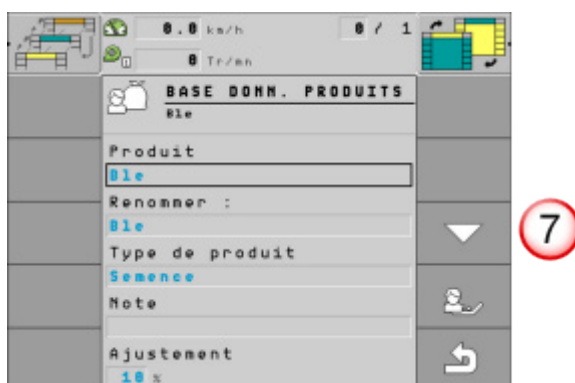 0.0 km/h
0 / 1
0 Tr/mn
BASE DONN. PRODUITS
Ble
Produit
Ble
Renommer :
Ble
Type de produit
Semence
Note
Ajustement
10 %
7